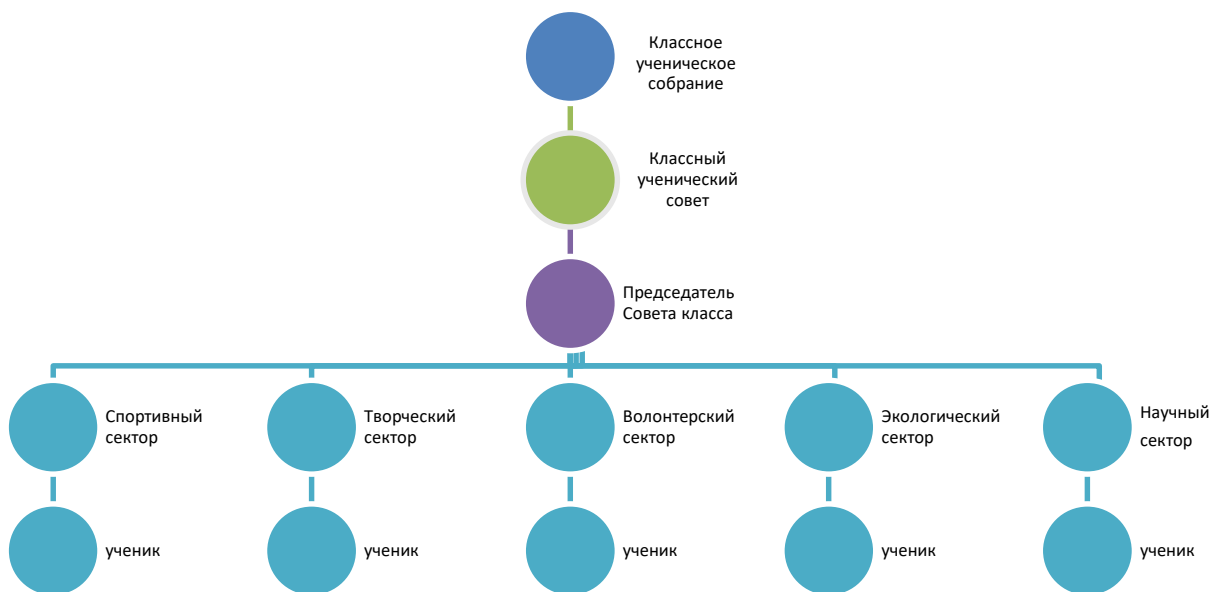 Классное
ученическое
собрание
Классный
ученический
совет
Председатель
Совета класса
Спортивный
сектор
Творческий
сектор
Волонтерский
сектор
Экологический
сектор
Научный
сектор
ученик
ученик
ученик
ученик
ученик